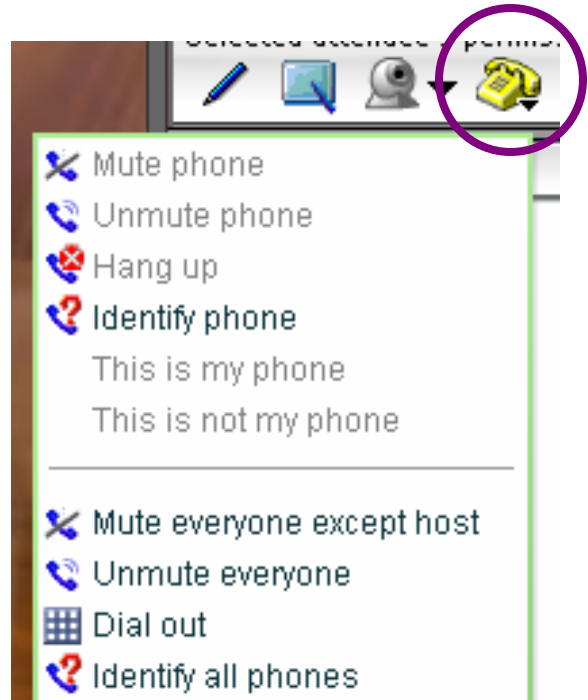 Mute phone
Unmute phone
Hang up
Identify phone
This is my phone
This is not my phone
Mute everyone except host
Unmute everyone
Dial out
Identify all phones